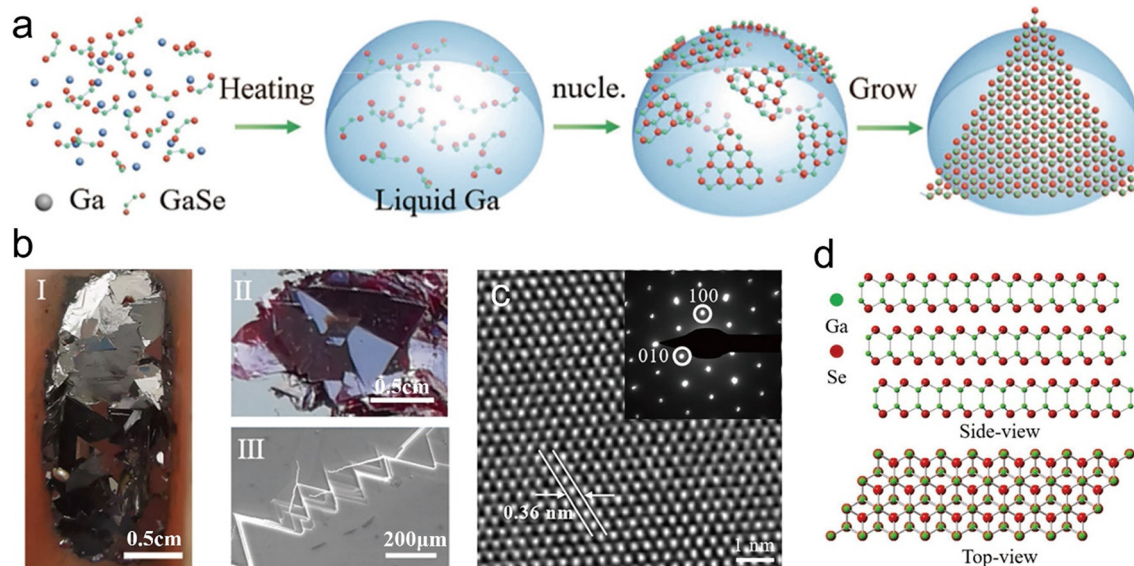 a
Heating
nucle.
Grow
Ga
GaSe
Liquid Ga
b
I
0.5cm
II
0.5cm
III
200μm
c
100
010
0.36 nm
1 nm
d
Ga
Se
Side-view
Top-view